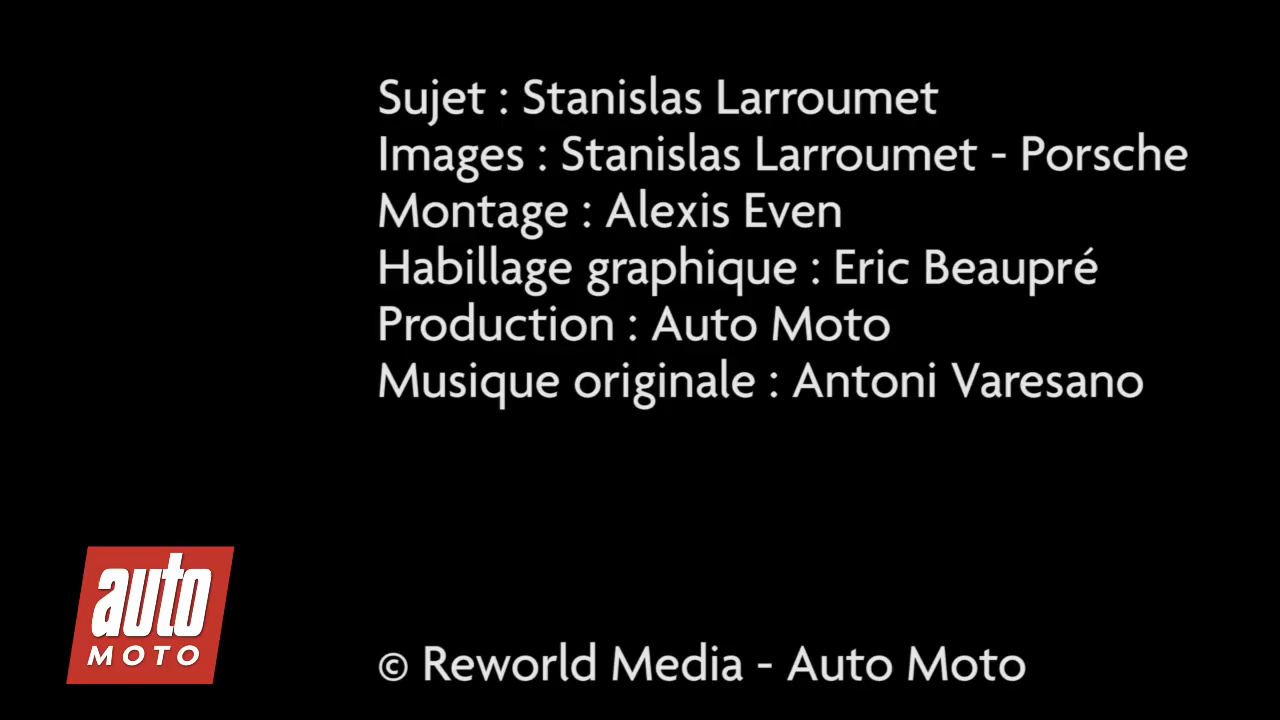 Sujet : Stanislas Larroumet
Images : Stanislas Larroumet - Porsche
Montage : Alexis Even
Habillage graphique : Eric Beaupré
Production : Auto Moto
Musique originale : Antoni Varesano
auto
MOTO
© Reworld Media - Auto Moto